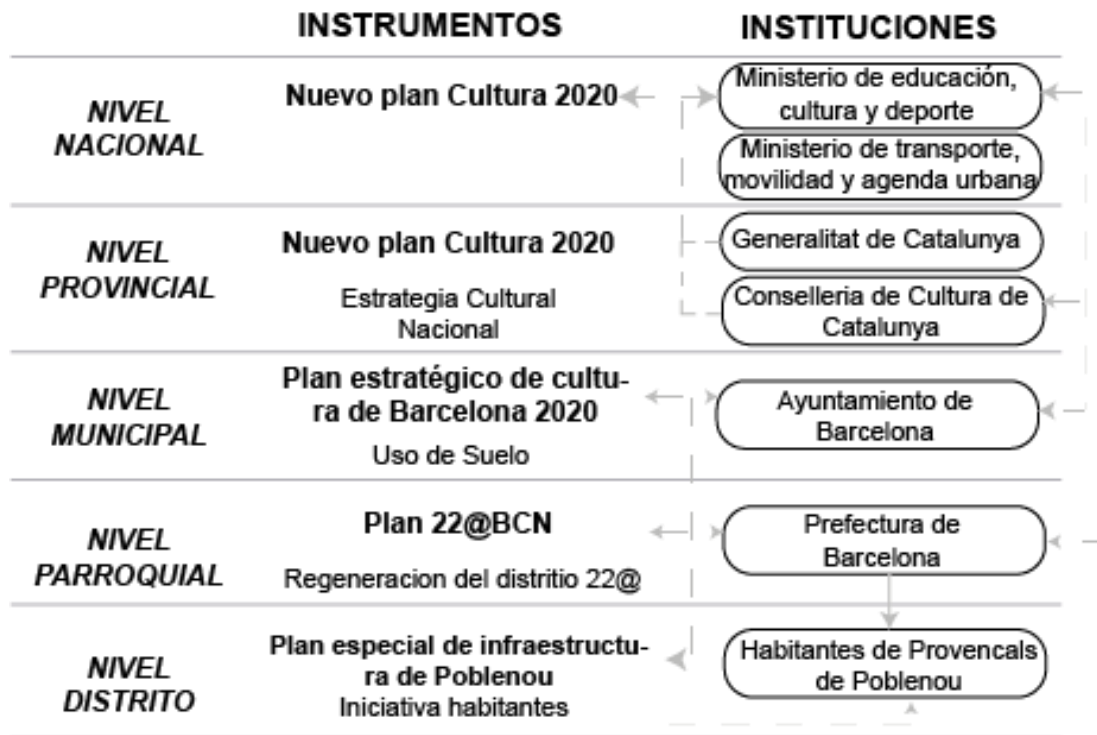 INSTRUMENTOS
INSTITUCIONES
NIVEL
NACIONAL
Nuevo plan Cultura 2020
Ministerio de educación,
cultura y deporte
Ministerio de transporte,
movilidad y agenda urbana
NIVEL
PROVINCIAL
Nuevo plan Cultura 2020
Estrategia Cultural
Nacional
Generalitat de Catalunya
Conselleria de Cultura de
Catalunya
NIVEL
MUNICIPAL
Plan estratégico de cultu-
ra de Barcelona 2020
Uso de Suelo
Ayuntamiento de
Barcelona
NIVEL
PARROQUIAL
Plan 22@BCN
Regeneracion del distritio 22@
Prefectura de
Barcelona
NIVEL
DISTRITO
Plan especial de infraestructu-
ra de Poblenou
Iniciativa habitantes
Habitantes de Provencals
de Poblenou